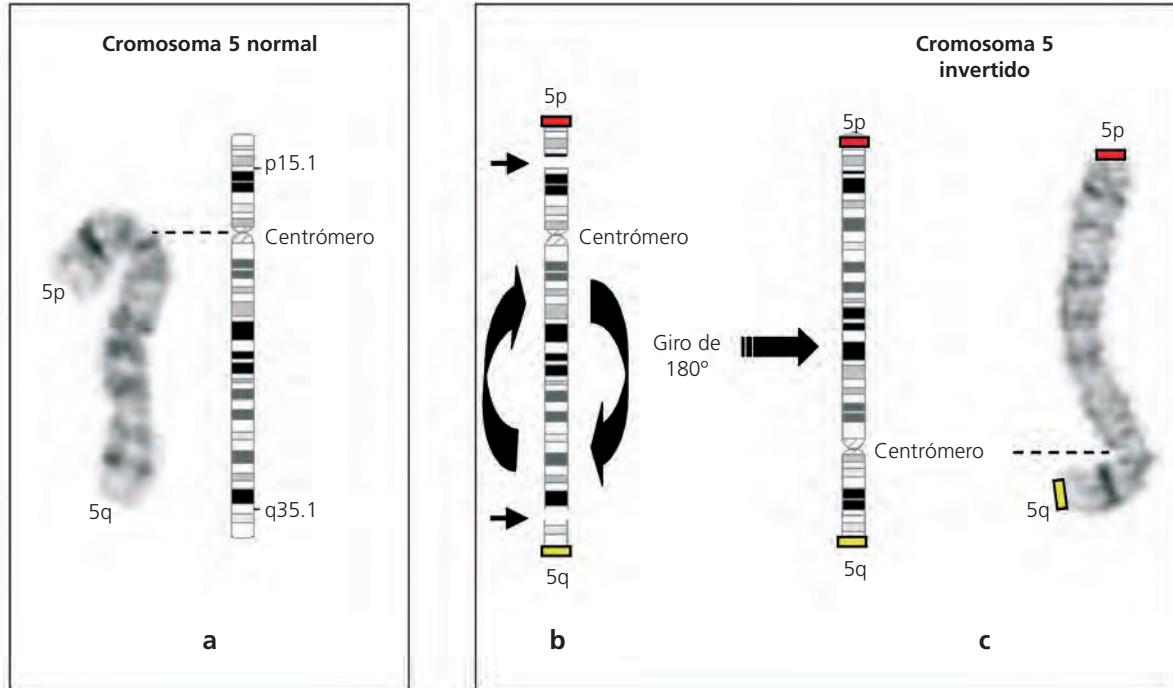 Cromosoma 5 normal
p15.1
Centrómero
5p
q35.1
5q
a
5p
Centrómero
Giro de
180º
5q
b
Cromosoma 5
invertido
5p
5p
Centrómero
5q
5q
c